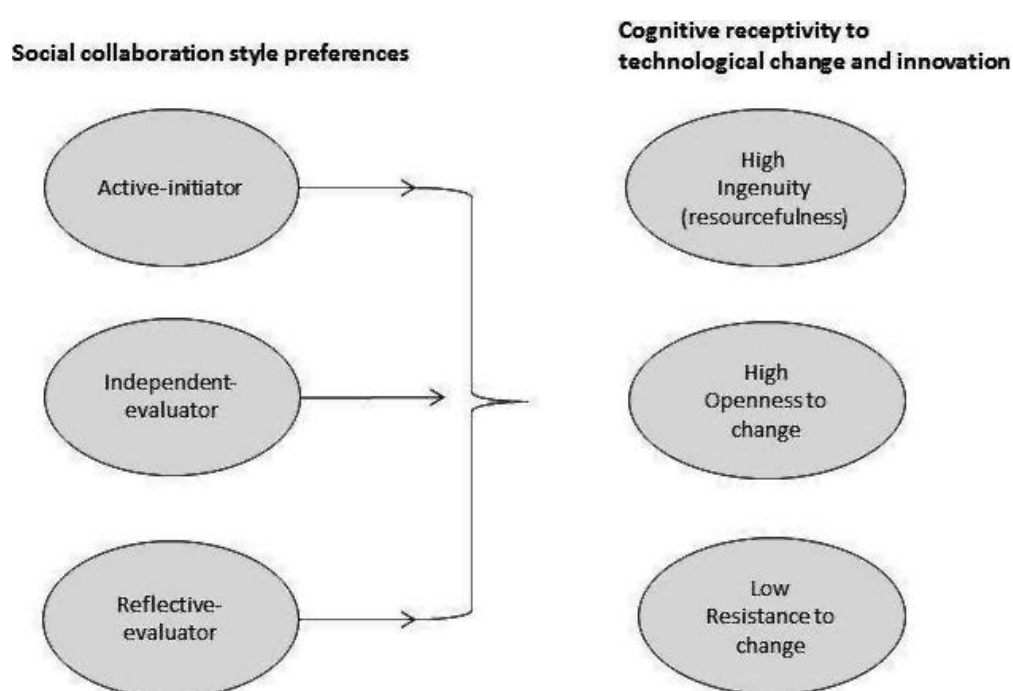 Social collaboration style preferences
Cognitive receptivity to
technological change and innovation
Active-initiator
High
Ingenuity
(resourcefulness)
Independent-
evaluator
High
Openness to
change
Reflective-
evaluator
Low
Resistance to
change